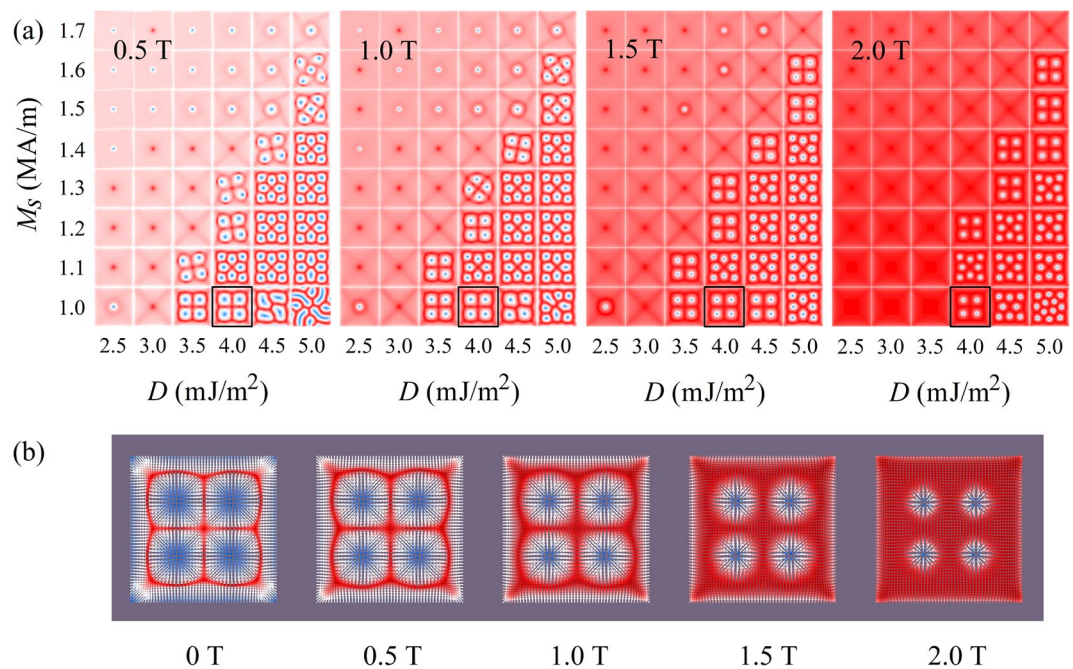 (a)
0.5 T
1.0 T
1.5 T
2.0 T
M_S (MA/m)
1.7
1.6
1.5
1.4
1.3
1.2
1.1
1.0
2.5 3.0 3.5 4.0 4.5 5.0
2.5 3.0 3.5 4.0 4.5 5.0
2.5 3.0 3.5 4.0 4.5 5.0
2.5 3.0 3.5 4.0 4.5 5.0
D (mJ/m²)
D (mJ/m²)
D (mJ/m²)
D (mJ/m²)
(b)
0 T
0.5 T
1.0 T
1.5 T
2.0 T